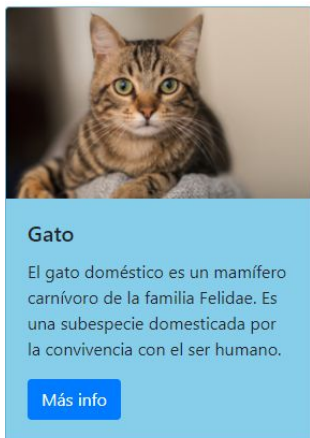 Gato
El gato doméstico es un mamífero
carnívoro de la familia Felidae. Es
una subespecie domesticada por
la convivencia con el ser humano.
Más info